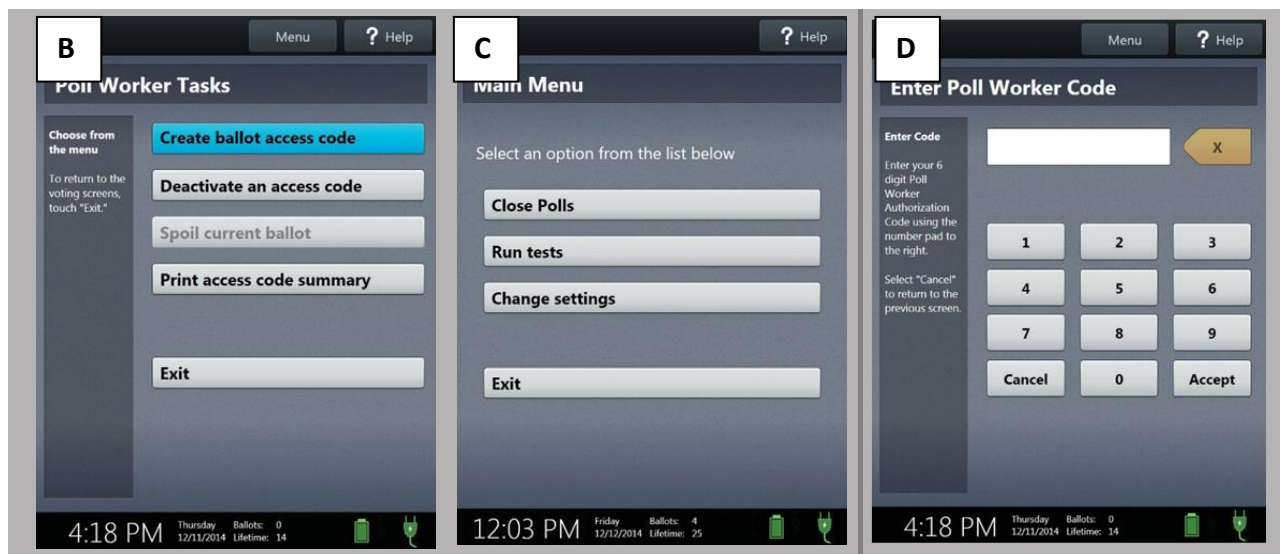 B
Menu
? Help
Poll Worker Tasks
Choose from
the menu
To return to the
voting screens,
touch "Exit."
Create ballot access code
Deactivate an access code
Spoil current ballot
Print access code summary
Exit
4:18 PM
Thursday Ballots: 0
12/11/2014 Lifetime: 14
C
? Help
Main Menu
Select an option from the list below
Close Polls
Run tests
Change settings
Exit
12:03 PM
Friday Ballots: 4
12/12/2014 Lifetime: 25
D
Menu
? Help
Enter Poll Worker Code
Enter Code
Enter your 6
digit Poll
Worker
Authorization
Code using the
number pad to
the right.
Select "Cancel"
to return to the
previous screen.
X
1 2 3
4 5 6
7 8 9
Cancel 0 Accept
4:18 PM
Thursday Ballots: 0
12/11/2014 Lifetime: 14